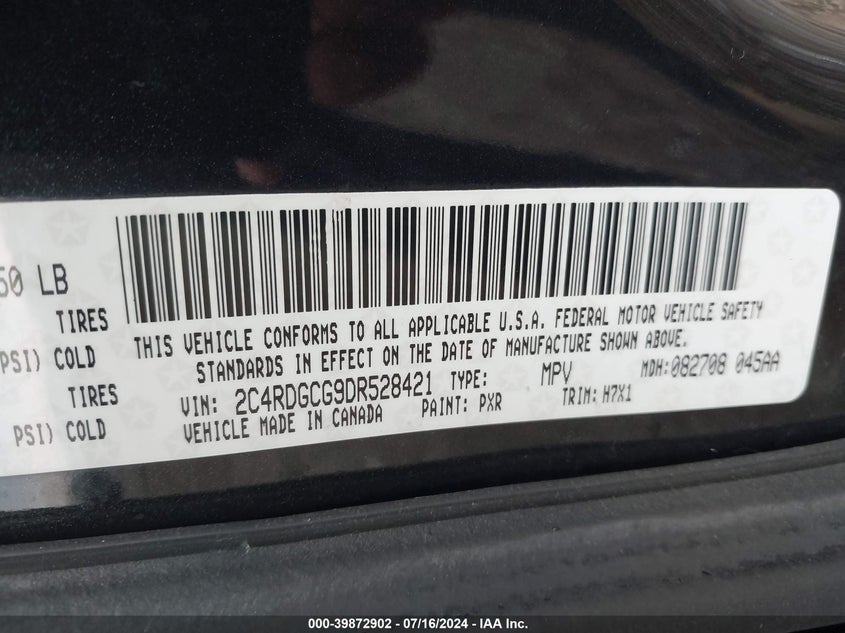 50 LB
TIRES
PSI) COLD
TIRES
PSI) COLD
THIS VEHICLE CONFORMS TO ALL APPLICABLE U.S.A. FEDERAL MOTOR VEHICLE SAFETY
STANDARDS IN EFFECT ON THE DATE OF MANUFACTURE SHOWN ABOVE.
VIN: 2C4RDGCG9DR528421 TYPE: MPV MDH:082708 045AA
VEHICLE MADE IN CANADA PAINT: PXR TRIM: H7X1
000-39872902 / 07/16/2024 - IAA Inc.